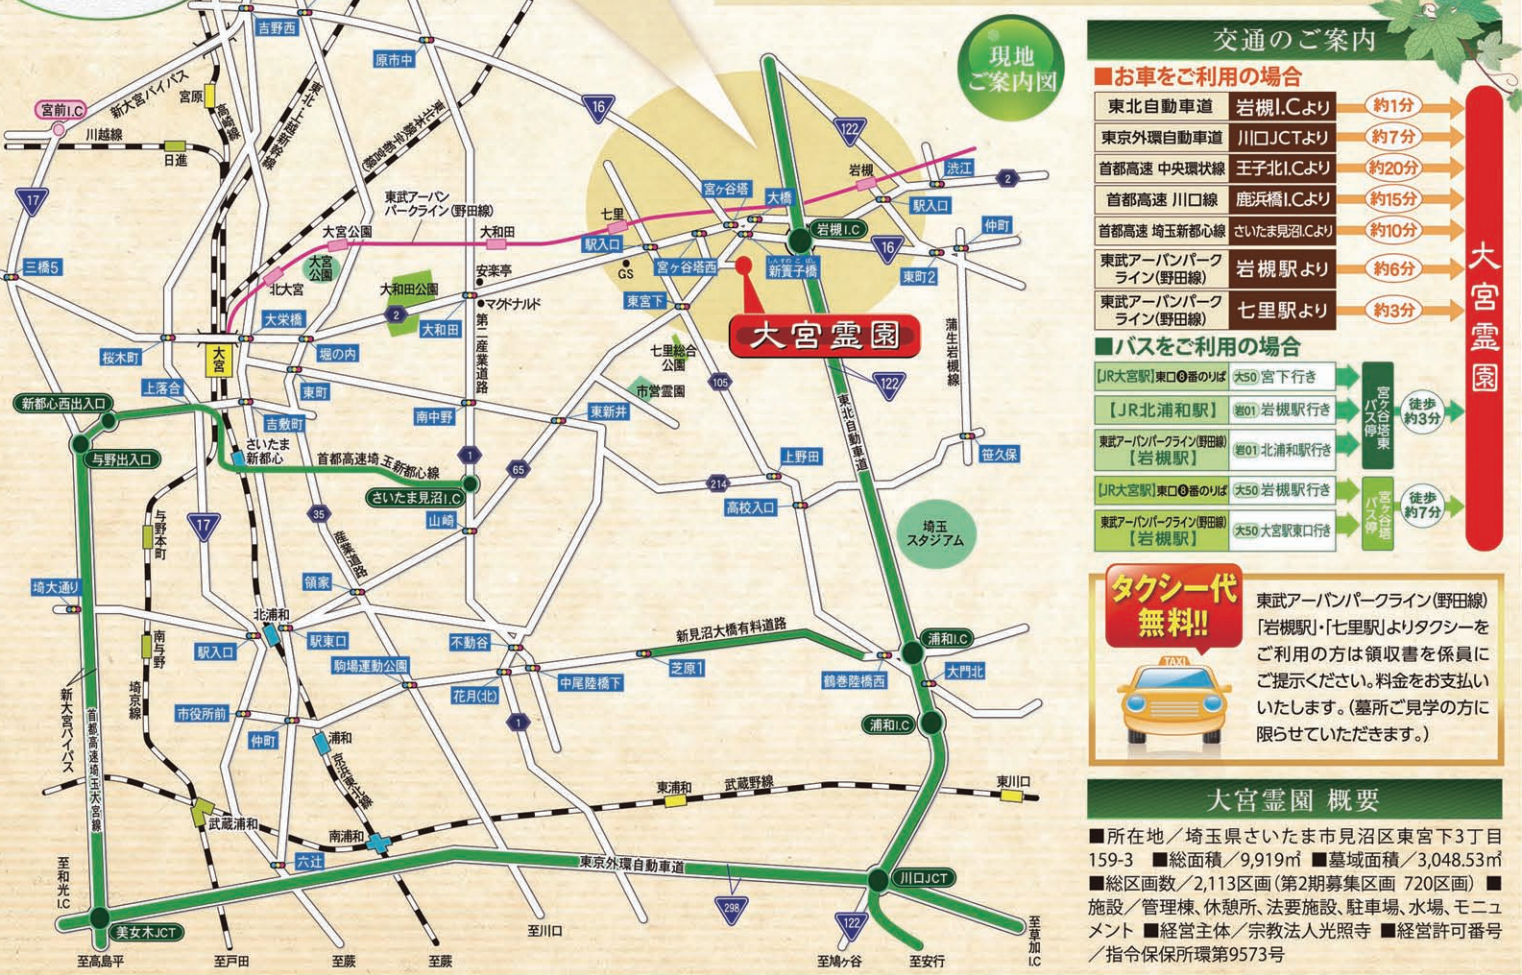 現地
ご案内図
吉野西
原市中
新大宮バイパス
宮原
高崎線
東北・上越新幹線
東北本線(宇都宮線)
16
122
宮前I.C
川越線
日進
17
東武アーバン
パークライン(野田線)
大宮公園
大和田
七里
宮ヶ谷塔
大橋
岩槻
渋江
2
駅入口
岩槻I.C
16
仲町
東町2
三橋5
北大宮
大宮
公園
大和田公園
安楽亭
マクドナルド
駅入口
GS
宮ヶ谷塔西
しんすのこばし
新簀子橋
東宮下
大宮霊園
大栄橋
2
大和田
桜木町
大宮
堀の内
上落合
東町
第二産業道路
七里総合
公園
市営霊園
105
122
蒲生岩槻線
新都心西出入口
与野出入口
吉敷町
南中野
東新井
東北自動車道
さいたま
新都心
首都高速埼玉新都心線
さいたま見沼I.C
1
65
山崎
214
上野田
高校入口
笹久保
埼玉
スタジアム
与野本町
17
35
産業道路
領家
埼大通り
北浦和
駅東口
駅入口
南与野
埼京線
新大宮バイパス
首都高速埼玉大宮線
不動谷
新見沼大橋有料道路
駒場運動公園
花月(北)
中尾陸橋下
芝原1
鶴巻陸橋西
浦和I.C
大門北
浦和I.C
市役所前
仲町
浦和
京浜東北線
1
武蔵浦和
南浦和
東浦和
武蔵野線
東川口
六辻
東京外環自動車道
298
川口JCT
122
美女木JCT
至和光I.C
至高島平
至戸田
至蕨
至蕨
至川口
至鳩ヶ谷
至安行
至草加I.C
交通のご案内
■お車をご利用の場合
東北自動車道 岩槻I.Cより 約1分
東京外環自動車道 川口JCTより 約7分
首都高速 中央環状線 王子北I.Cより 約20分
首都高速 川口線 鹿浜橋I.Cより 約15分
首都高速 埼玉新都心線 さいたま見沼I.Cより 約10分
東武アーバンパーク
ライン(野田線) 岩槻駅より 約6分
東武アーバンパーク
ライン(野田線) 七里駅より 約3分
大宮霊園
■バスをご利用の場合
【JR大宮駅】東口❽番のりば 大50 宮下行き
【JR北浦和駅】 岩01 岩槻駅行き
東武アーバンパークライン(野田線)
【岩槻駅】 岩01 北浦和駅行き
宮ヶ谷塔東
バス停
徒歩
約3分
【JR大宮駅】東口❽番のりば 大50 岩槻駅行き
東武アーバンパークライン(野田線)
【岩槻駅】 大50 大宮駅東口行き
宮ヶ谷塔
バス停
徒歩
約7分
タクシー代
無料!!
TAXI
東武アーバンパークライン(野田線)
「岩槻駅」・「七里駅」よりタクシーを
ご利用の方は領収書を係員に
ご提示ください。料金をお支払い
いたします。(墓所ご見学の方に
限らせていただきます。)
大宮霊園 概要
■所在地／埼玉県さいたま市見沼区東宮下3丁目
159-3 ■総面積／9,919㎡ ■墓域面積／3,048.53㎡
■総区画数／2,113区画(第2期募集区画 720区画) ■
施設／管理棟、休憩所、法要施設、駐車場、水場、モニュ
メント ■経営主体／宗教法人光照寺 ■経営許可番号
／指令保保所環第9573号